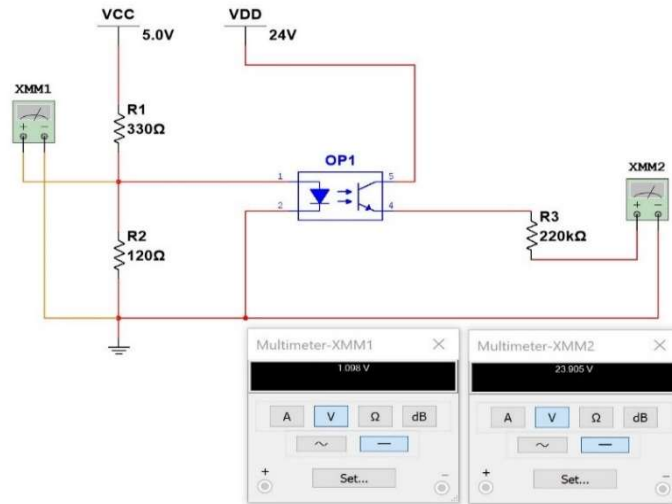 VCC
5.0V
VDD
24V
XMM1
+ −
R1
330Ω
OP1
1
5
2
4
XMM2
+ −
R3
220kΩ
R2
120Ω
Multimeter-XMM1 ×
1.098 V
A V Ω dB
~ —
+ Set... −
Multimeter-XMM2 ×
23.905 V
A V Ω dB
~ —
+ Set... −